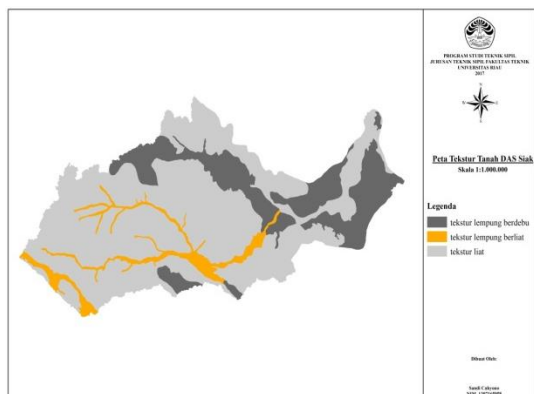 PROGRAM STUDI TEKNIK SIPIL
JURUSAN TEKNIK SIPIL FAKULTAS TEKNIK
UNIVERSITAS RIAU
2017
N
Peta Tekstur Tanah DAS Siak
Skala 1:1.000.000
Legenda
tekstur lempung berdebu
tekstur lempung berliat
tekstur liat
Dibuat Oleh: